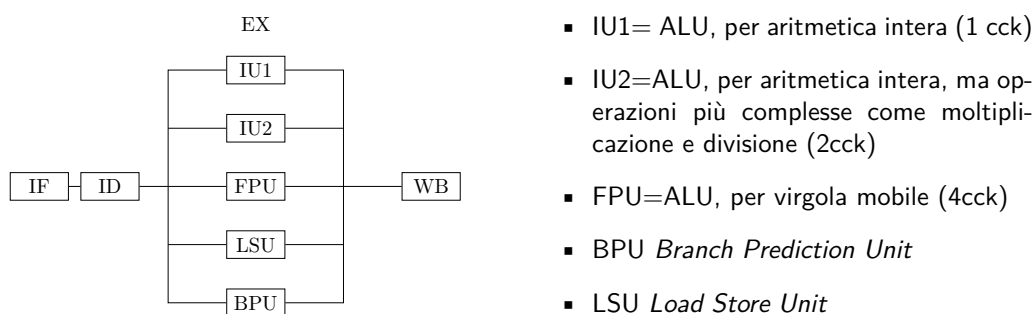 EX
IU1
IU2
IF
ID
FPU
WB
LSU
BPU
▪ IU1= ALU, per aritmetica intera (1 cck)
▪ IU2=ALU, per aritmetica intera, ma op-
erazioni più complesse come moltipli-
cazione e divisione (2cck)
▪ FPU=ALU, per virgola mobile (4cck)
▪ BPU Branch Prediction Unit
▪ LSU Load Store Unit